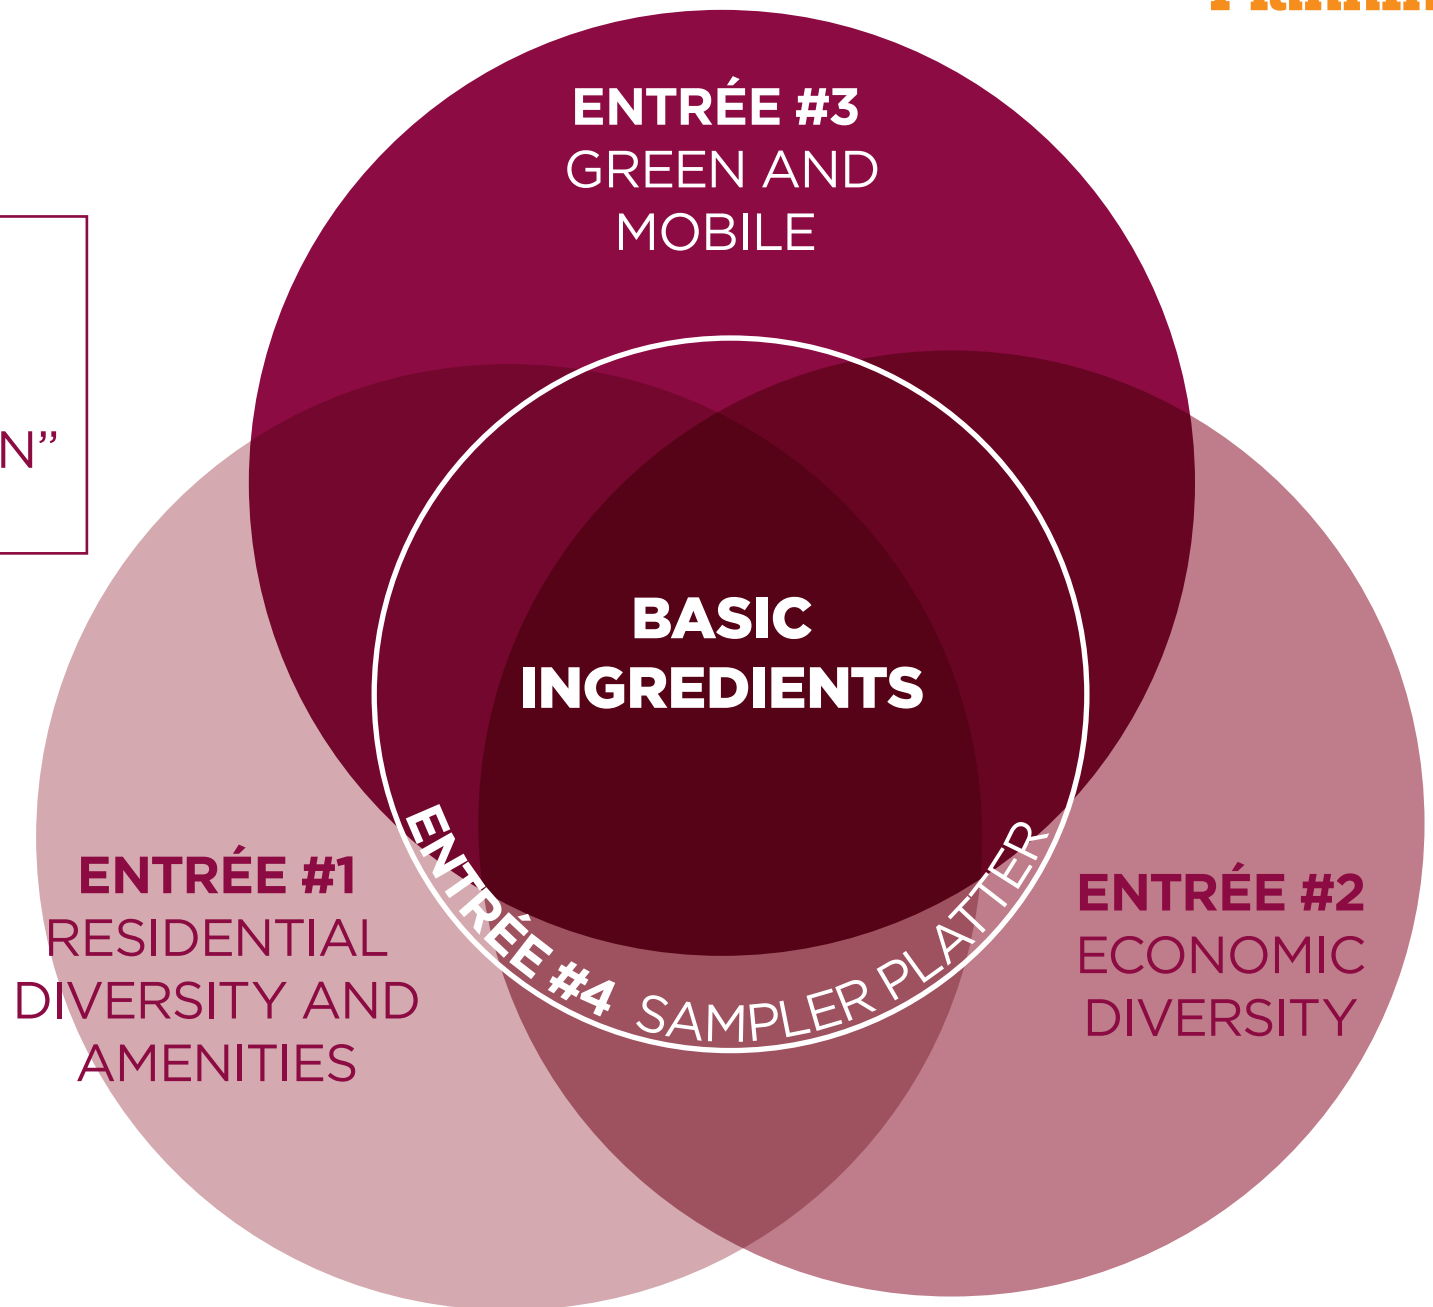 ENTRÉE #3
GREEN AND
MOBILE
N”
BASIC
INGREDIENTS
ENTRÉE #1
RESIDENTIAL
DIVERSITY AND
AMENITIES
ENTRÉE #4 SAMPLER PLATTER
ENTRÉE #2
ECONOMIC
DIVERSITY